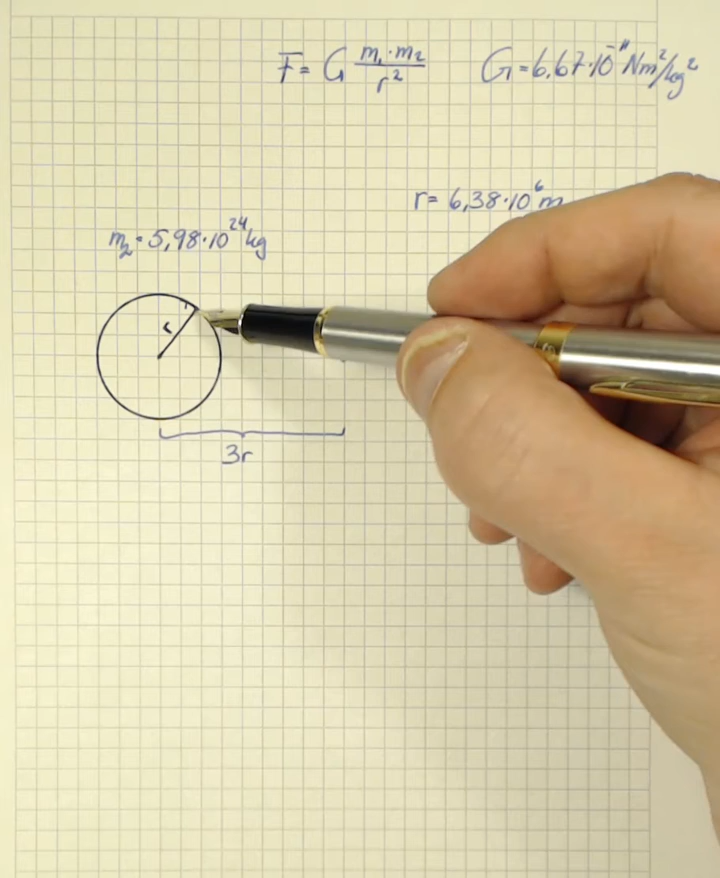 F = G m₁·m₂/r² G = 6,67·10⁻¹¹ Nm²/kg²
r = 6,38·10⁶ m
m₂ = 5,98·10²⁴ kg
r
3r